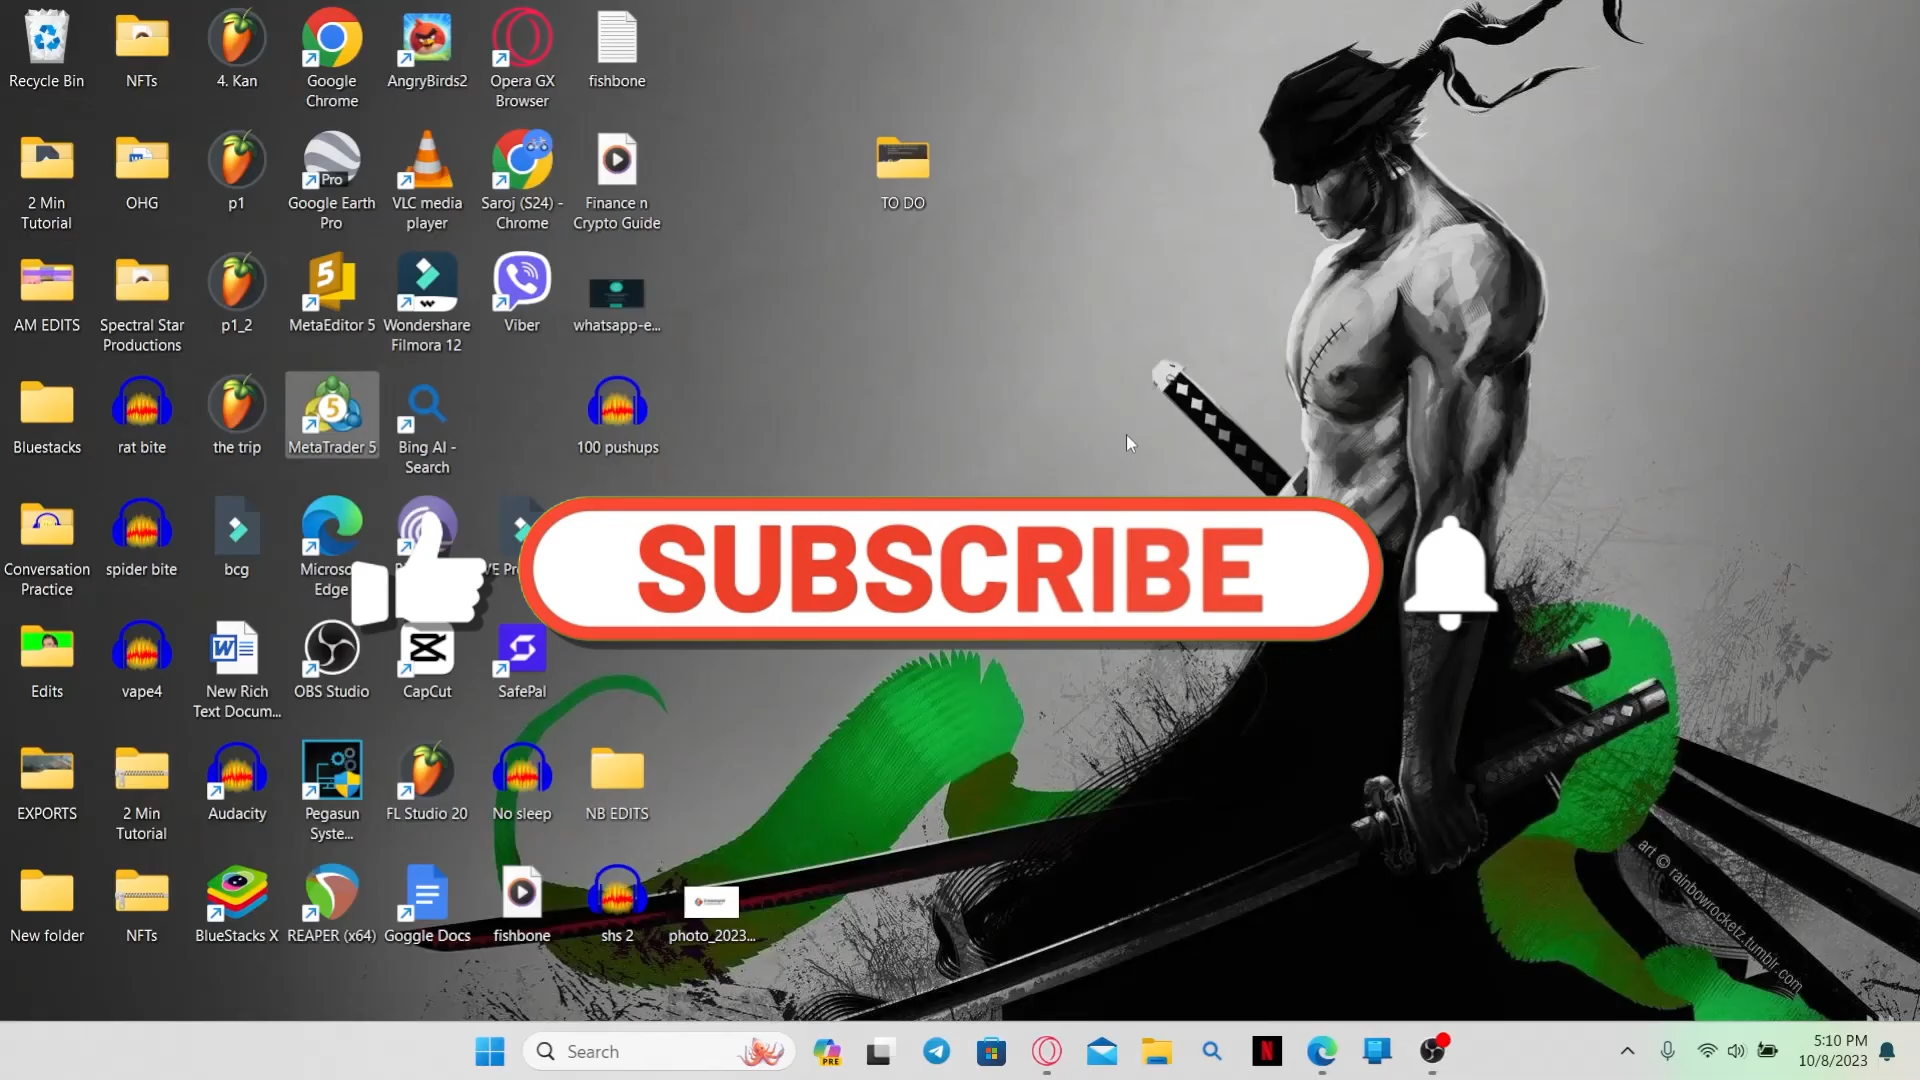 Recycle Bin
NFTs
4. Kan
Google
Chrome
AngryBirds2
Opera GX
Browser
fishbone
2 Min
Tutorial
OHG
p1
Pro
Google Earth
Pro
VLC media
player
Saroj (S24) -
Chrome
Finance n
Crypto Guide
TO DO
AM EDITS
Spectral Star
Productions
p1_2
5
MetaEditor 5
Wondershare
Filmora 12
Viber
whatsapp-e...
Bluestacks
rat bite
the trip
5
MetaTrader 5
Bing AI -
Search
100 pushups
Conversation
Practice
spider bite
bcg
Edge
SUBSCRIBE
Edits
vape4
W
New Rich
Text Docum...
OBS Studio
CapCut
SafePal
EXPORTS
2 Min
Tutorial
Audacity
Pegasun
Syste...
FL Studio 20
No sleep
NB EDITS
New folder
NFTs
BlueStacks X
REAPER (x64)
Goggle Docs
fishbone
shs 2
photo_2023...
art © rainbowrocketz.tumblr.com
Search
PRE
N
5:10 PM
10/8/2023